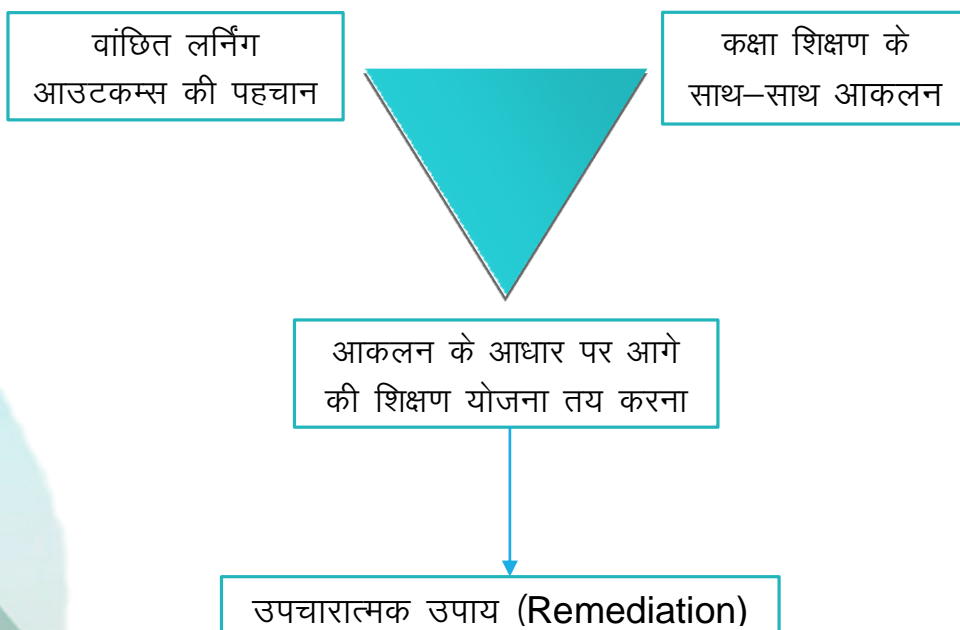 वांछित लर्निंग
आउटकम्स की पहचान
कक्षा शिक्षण के
साथ–साथ आकलन
आकलन के आधार पर आगे
की शिक्षण योजना तय करना
उपचारात्मक उपाय (Remediation)